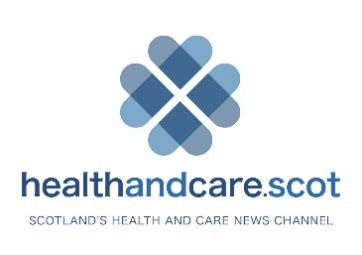 healthandcare.scot
SCOTLAND'S HEALTH AND CARE NEWS CHANNEL